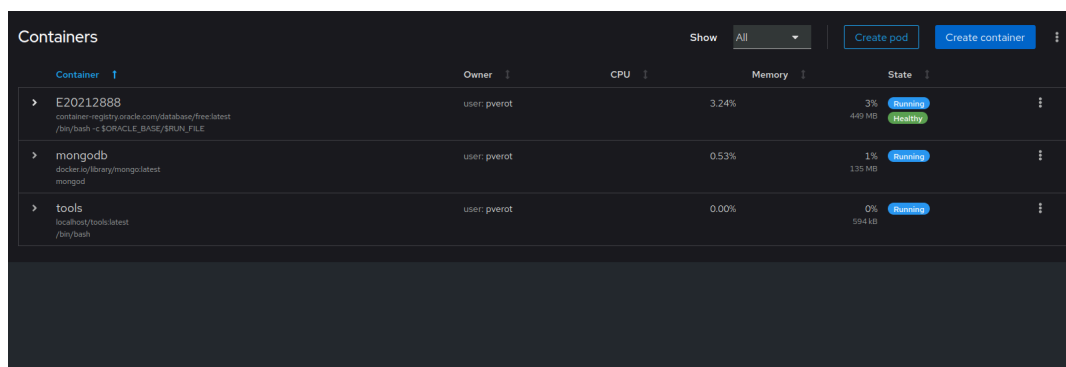 Containers
Show All Create pod Create container
Container Owner CPU Memory State
E20212888 user: pverot 3.24% 3% Running
container-registry.oracle.com/database/free:latest 449 MB Healthy
/bin/bash -c $ORACLE_BASE/$RUN_FILE
mongodb user: pverot 0.53% 1% Running
docker.io/library/mongo:latest 135 MB
mongod
tools user: pverot 0.00% 0% Running
localhost/tools:latest 594 kB
/bin/bash